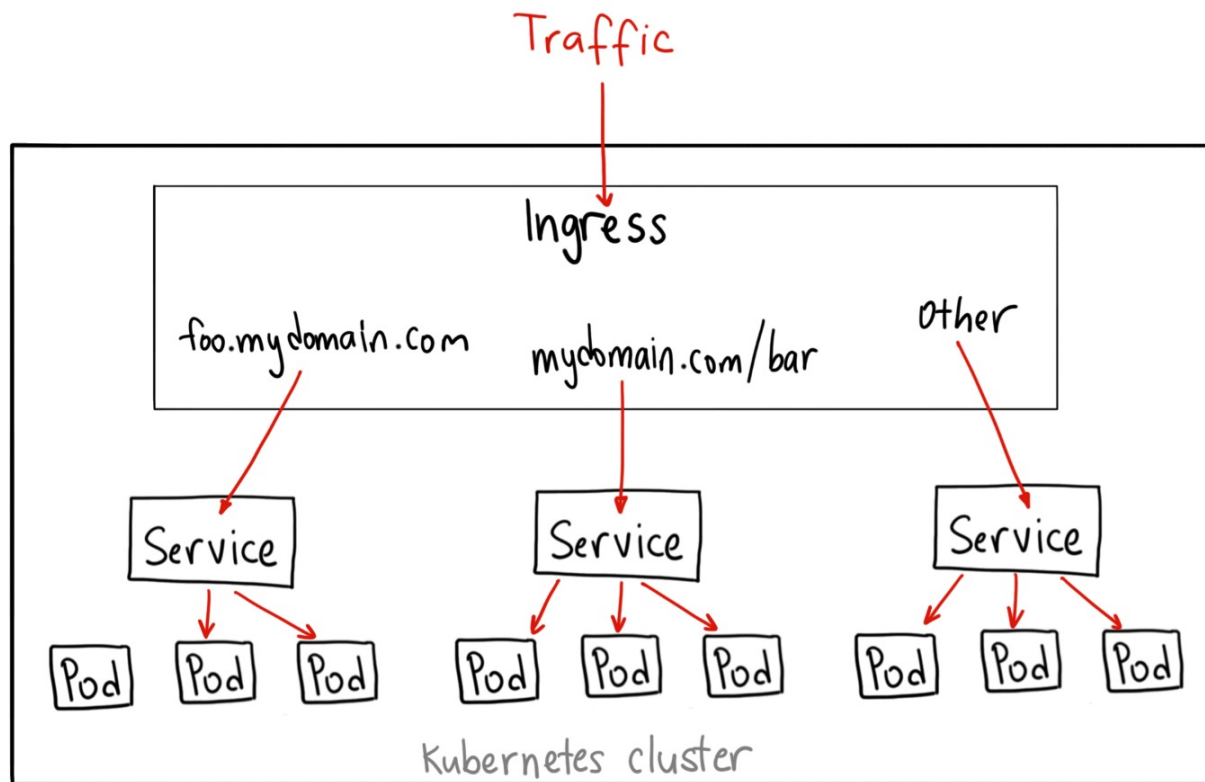 Traffic
Ingress
foo.mydomain.com
mydomain.com/bar
other
Service
Service
Service
Pod
Pod
Pod
Pod
Pod
Pod
Pod
Pod
Pod
Kubernetes cluster